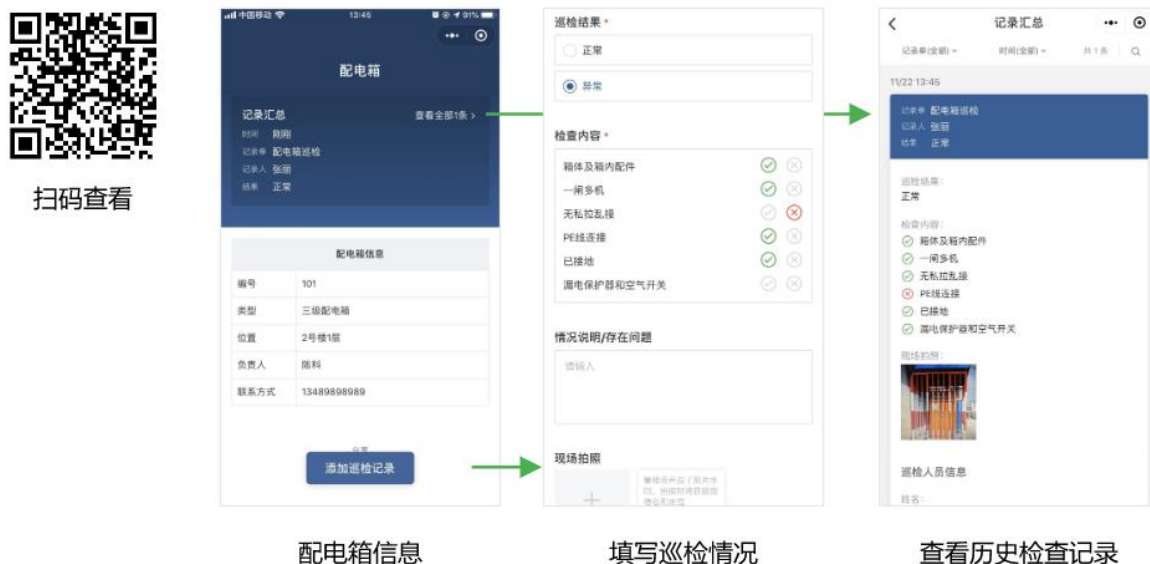 扫码查看
中国移动
13:45
91%
配电箱
记录汇总
查看全部1条 >
时间 刚刚
记录单 配电箱巡检
记录人 张丽
结果 正常
配电箱信息
编号 101
类型 三级配电箱
位置 2号楼1层
负责人 陈科
联系方式 13489898989
分享
添加巡检记录
配电箱信息
巡检结果 *
正常
异常
检查内容 *
箱体及箱内配件
一闸多机
无私拉乱接
PE线连接
已接地
漏电保护器和空气开关
情况说明/存在问题
请输入
现场拍照
填写巡检情况
记录汇总
记录单(全部)
时间(全部)
共1条
11/22 13:45
记录单 配电箱巡检
记录人 张丽
结果 正常
巡检结果:
正常
检查内容:
箱体及箱内配件
一闸多机
无私拉乱接
PE线连接
已接地
漏电保护器和空气开关
现场拍照:
巡检人员信息
姓名:
查看历史检查记录